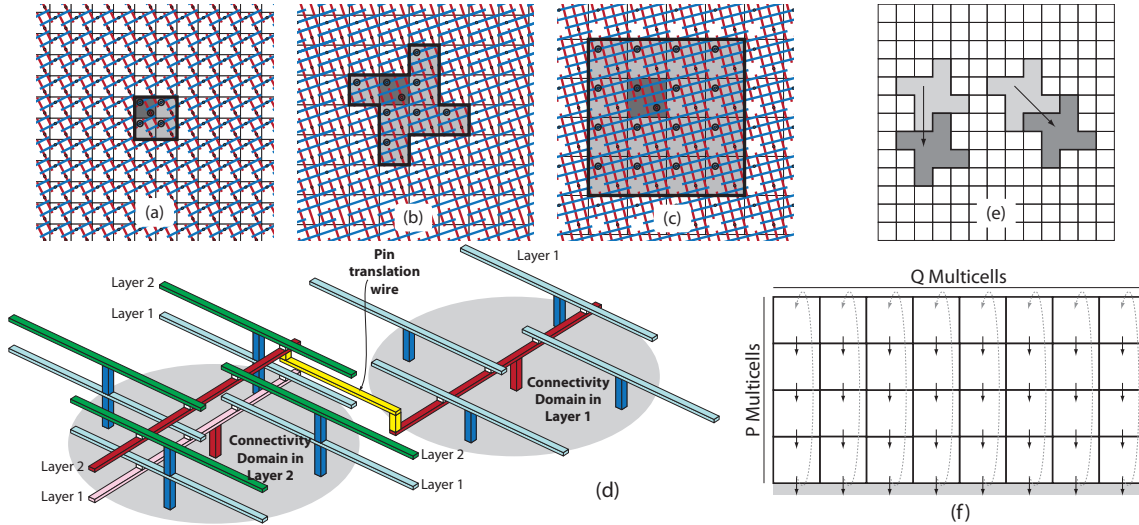 (a)
(b)
(c)
(e)
Pin
translation
wire
Layer 2
Layer 1
Layer 1
Connectivity
Domain in
Layer 1
Connectivity
Domain in
Layer 2
Layer 2
Layer 1
Layer 2
Layer 1
(d)
Q Multicells
P Multicells
(f)